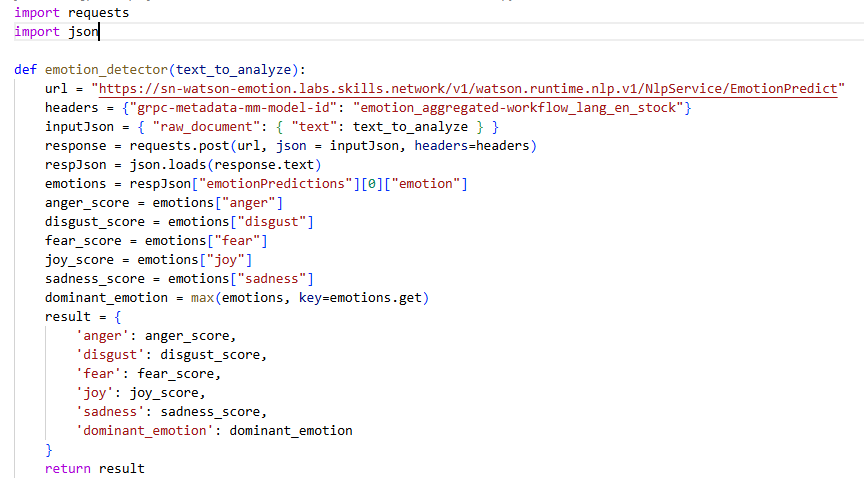 import requests
import json
def emotion_detector(text_to_analyze):
    url = "https://sn-watson-emotion.labs.skills.network/v1/watson.runtime.nlp.v1/NlpService/EmotionPredict"
    headers = {"grpc-metadata-mm-model-id": "emotion_aggregated-workflow_lang_en_stock"}
    inputJson = { "raw_document": { "text": text_to_analyze } }
    response = requests.post(url, json = inputJson, headers=headers)
    respJson = json.loads(response.text)
    emotions = respJson["emotionPredictions"][0]["emotion"]
    anger_score = emotions["anger"]
    disgust_score = emotions["disgust"]
    fear_score = emotions["fear"]
    joy_score = emotions["joy"]
    sadness_score = emotions["sadness"]
    dominant_emotion = max(emotions, key=emotions.get)
    result = {
        'anger': anger_score,
        'disgust': disgust_score,
        'fear': fear_score,
        'joy': joy_score,
        'sadness': sadness_score,
        'dominant_emotion': dominant_emotion
    }
    return result